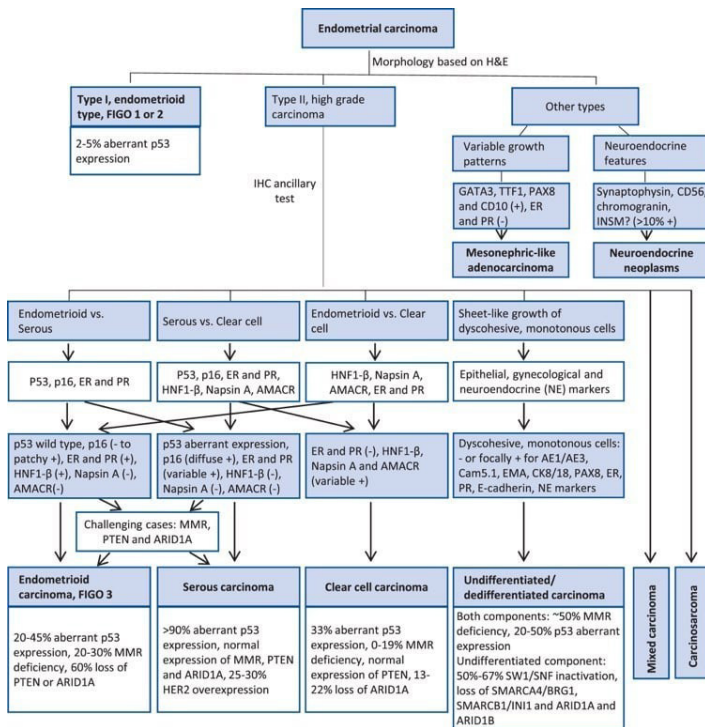 Endometrial carcinoma
Morphology based on H&E
Type I, endometrioid
type, FIGO 1 or 2
2-5% aberrant p53
expression
Type II, high grade
carcinoma
Other types
Variable growth
patterns
Neuroendocrine
features
GATA3, TTF1, PAX8
and CD10 (+), ER
and PR (-)
Synaptophysin, CD56,
chromogranin,
INSM? (>10% +)
Mesonephric-like
adenocarcinoma
Neuroendocrine
neoplasms
IHC ancillary
test
Endometrioid vs.
Serous
Serous vs. Clear cell
Endometrioid vs. Clear
cell
Sheet-like growth of
dyscohesive, monotonous cells
P53, p16, ER and PR
P53, p16, ER and PR,
HNF1-β, Napsin A, AMACR
HNF1-β, Napsin A,
AMACR, ER and PR
Epithelial, gynecological and
neuroendocrine (NE) markers
p53 wild type, p16 (- to
patchy +), ER and PR (+),
HNF1-β (+), Napsin A (-),
AMACR(-)
p53 aberrant expression,
p16 (diffuse +), ER and PR
(variable +), HNF1-β (-),
Napsin A (-), AMACR (-)
ER and PR (-), HNF1-β,
Napsin A and AMACR
(variable +)
Dyscohesive, monotonous cells:
- or focally + for AE1/AE3,
Cam5.1, EMA, CK8/18, PAX8, ER,
PR, E-cadherin, NE markers
Challenging cases: MMR,
PTEN and ARID1A
Endometrioid
carcinoma, FIGO 3
20-45% aberrant p53
expression, 20-30% MMR
deficiency, 60% loss of
PTEN or ARID1A
Serous carcinoma
>90% aberrant p53
expression, normal
expression of MMR, PTEN
and ARID1A, 25-
30% HER2 overexpression
Clear cell carcinoma
33% aberrant p53
expression, 0-19% MMR
deficiency, normal
expression of PTEN, 13-
22% loss of ARID1A
Undifferentiated/
dedifferentiated carcinoma
Both components: ~50% MMR
deficiency, 20-50% p53 aberrant
expression
Undifferentiated component:
50%-67% SW1/SNF inactivation,
loss of SMARCA4/BRG1,
SMARCB1/INI1 and ARID1A and
ARID1B
Mixed carcinoma
Carcinosarcoma